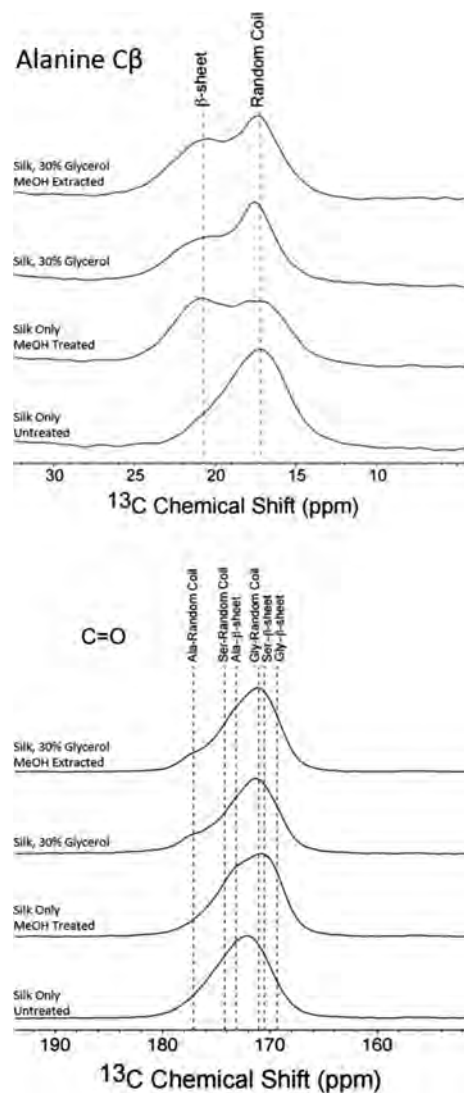 Alanine Cβ
β-sheet
Random Coil
Silk, 30% Glycerol
MeOH Extracted
Silk, 30% Glycerol
Silk Only
MeOH Treated
Silk Only
Untreated
30 25 20 15 10
13C Chemical Shift (ppm)
C=O
Ala-Random Coil
Ser-Random Coil
Ala-β-sheet
Gly-Random Coil
Ser-β-sheet
Gly-β-sheet
Silk, 30% Glycerol
MeOH Extracted
Silk, 30% Glycerol
Silk Only
MeOH Treated
Silk Only
Untreated
190 180 170 160
13C Chemical Shift (ppm)